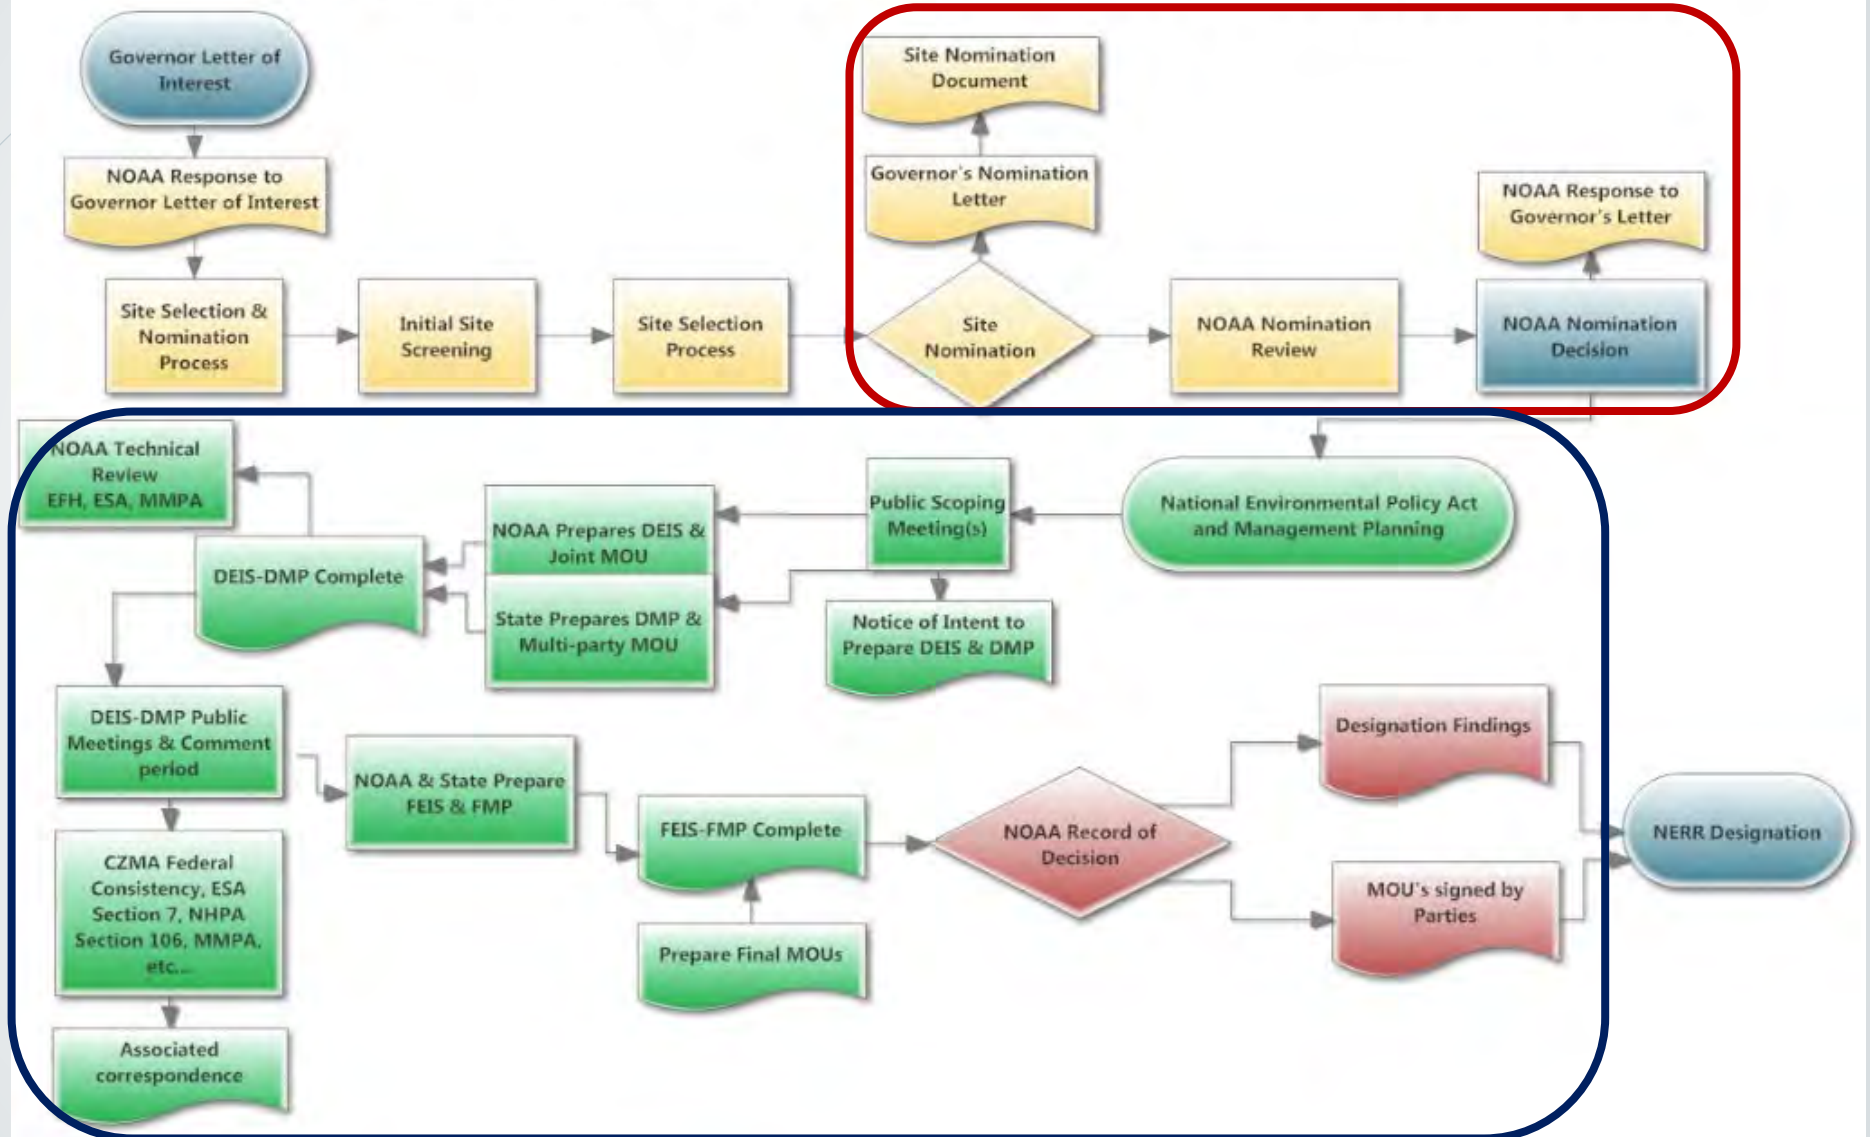 Governor Letter of
Interest
NOAA Response to
Governor Letter of Interest
Site Selection &
Nomination
Process
Initial Site
Screening
Site Selection
Process
Site Nomination
Document
Governor's Nomination
Letter
Site
Nomination
NOAA Nomination
Review
NOAA Response to
Governor's Letter
NOAA Nomination
Decision
National Environmental Policy Act
and Management Planning
Public Scoping
Meeting(s)
Notice of Intent to
Prepare DEIS & DMP
NOAA Prepares DEIS &
Joint MOU
State Prepares DMP &
Multi-party MOU
DEIS-DMP Complete
NOAA Technical
Review
EFH, ESA, MMPA
DEIS-DMP Public
Meetings & Comment
period
CZMA Federal
Consistency, ESA
Section 7, NHPA
Section 106, MMPA,
etc...
Associated
correspondence
NOAA & State Prepare
FEIS & FMP
FEIS-FMP Complete
Prepare Final MOUs
NOAA Record of
Decision
Designation Findings
MOU's signed by
Parties
NERR Designation